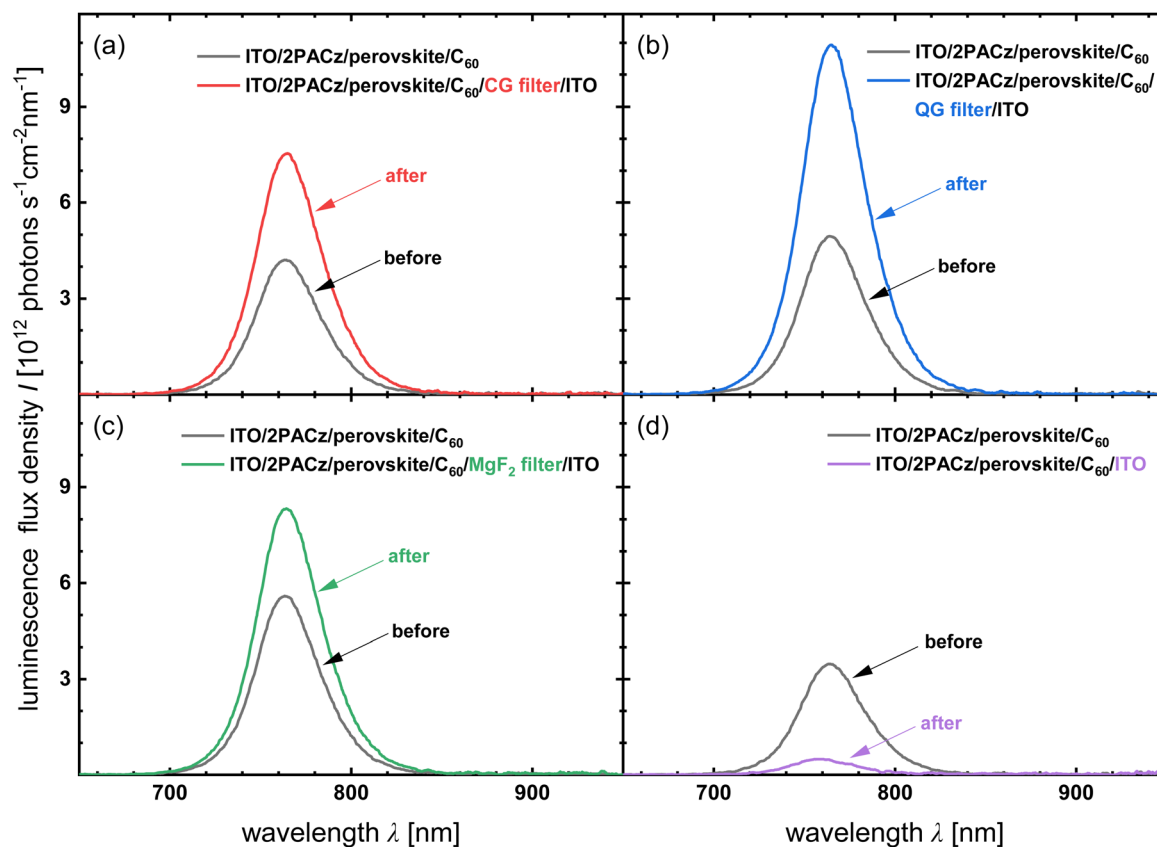 luminescence flux density I [10¹² photons s⁻¹cm⁻²nm⁻¹]
(a)
ITO/2PACz/perovskite/C₆₀
ITO/2PACz/perovskite/C₆₀/CG filter/ITO
after
before
9
6
3
(b)
ITO/2PACz/perovskite/C₆₀
ITO/2PACz/perovskite/C₆₀/
QG filter/ITO
after
before
(c)
ITO/2PACz/perovskite/C₆₀
ITO/2PACz/perovskite/C₆₀/MgF₂ filter/ITO
after
before
9
6
3
700 800 900
wavelength λ [nm]
(d)
ITO/2PACz/perovskite/C₆₀
ITO/2PACz/perovskite/C₆₀/ITO
before
after
700 800 900
wavelength λ [nm]